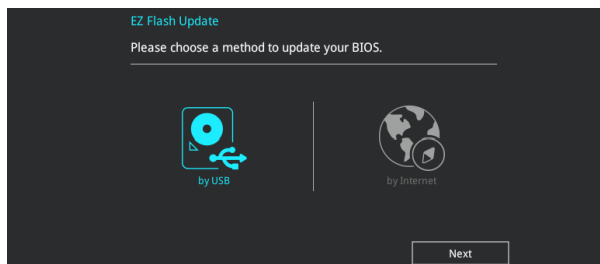 EZ Flash Update
Please choose a method to update your BIOS.
by USB
by Internet
Next